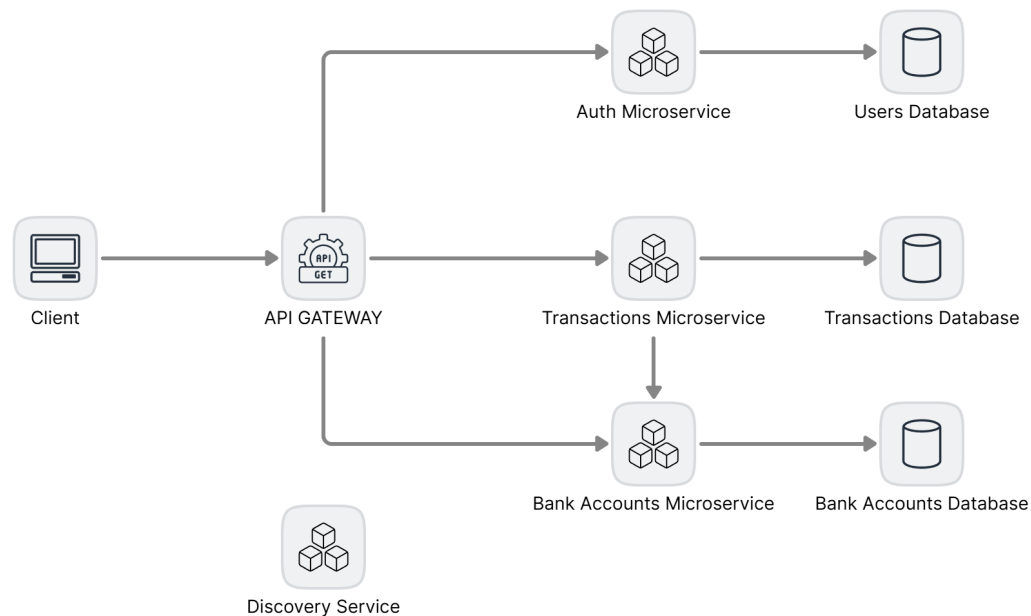 Auth Microservice
Users Database
API
GET
Client
API GATEWAY
Transactions Microservice
Transactions Database
Bank Accounts Microservice
Bank Accounts Database
Discovery Service